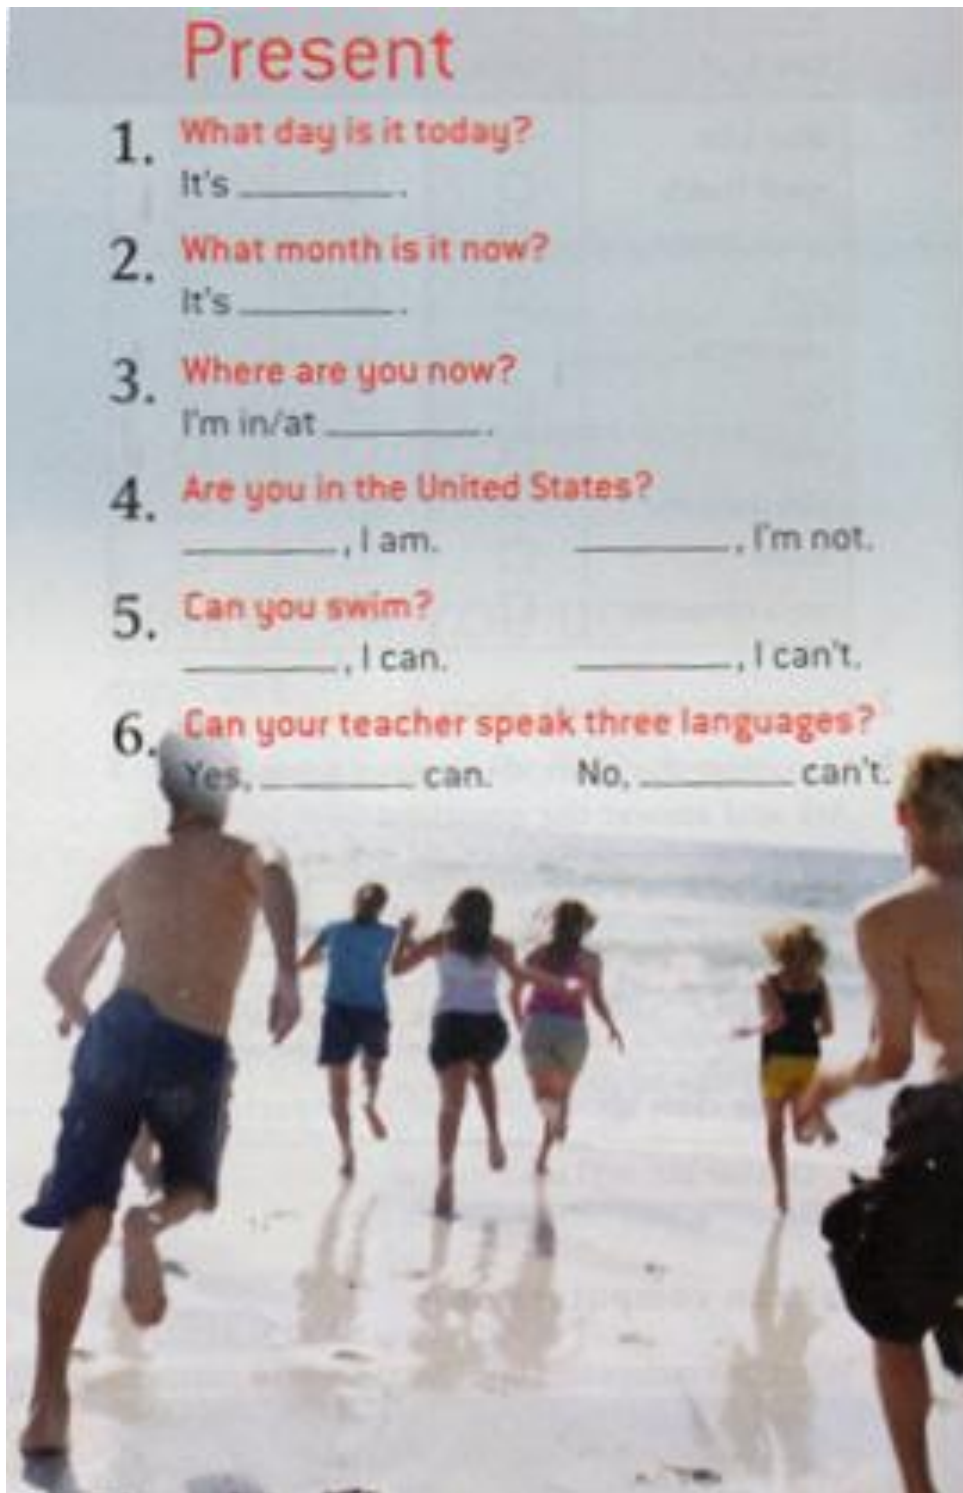 Present
1. What day is it today?
It's ________.
2. What month is it now?
It's ________.
3. Where are you now?
I'm in/at ________.
4. Are you in the United States?
________, I am. ________, I'm not.
5. Can you swim?
________, I can. ________, I can't.
6. Can your teacher speak three languages?
Yes, ________ can. No, ________ can't.